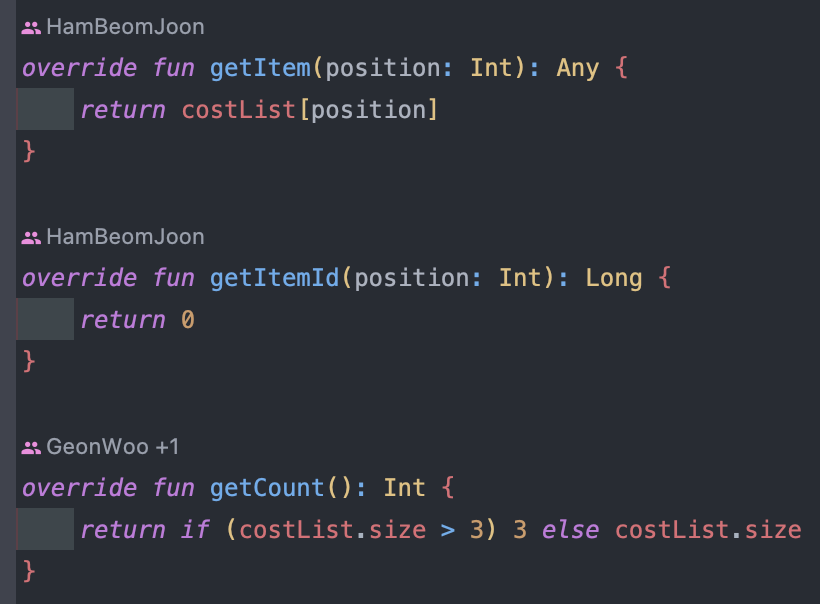 HamBeomJoon
override fun getItem(position: Int): Any {
    return costList[position]
}
HamBeomJoon
override fun getItemId(position: Int): Long {
    return 0
}
GeonWoo +1
override fun getCount(): Int {
    return if (costList.size > 3) 3 else costList.size
}